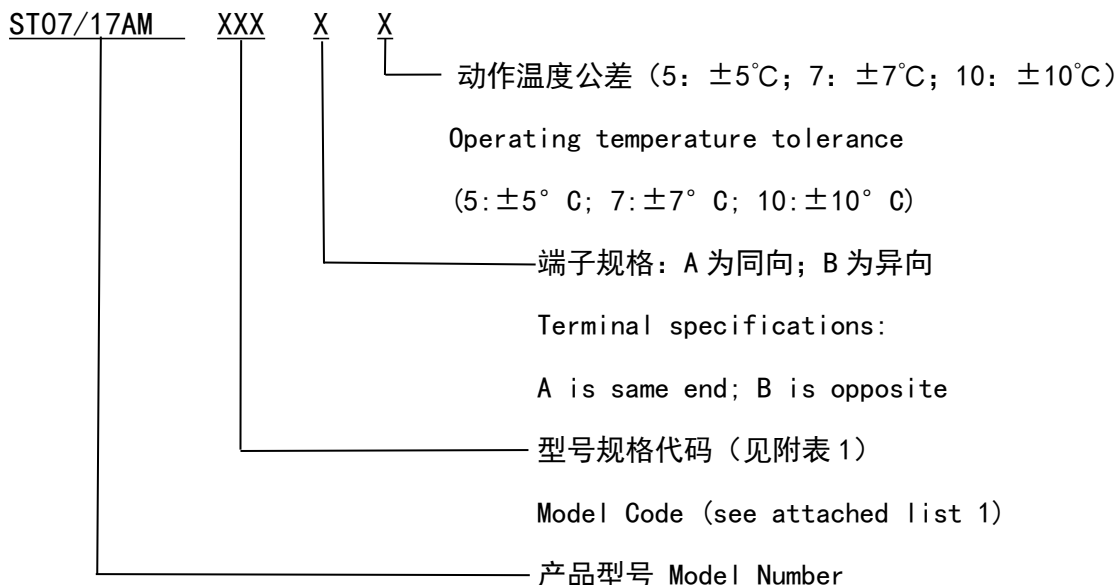 ST07/17AM XXX X X
动作温度公差（5：±5℃；7：±7℃；10：±10℃）
Operating temperature tolerance
(5:±5° C; 7:±7° C; 10:±10° C)
端子规格：A 为同向；B 为异向
Terminal specifications:
A is same end; B is opposite
型号规格代码（见附表 1）
Model Code (see attached list 1)
产品型号 Model Number